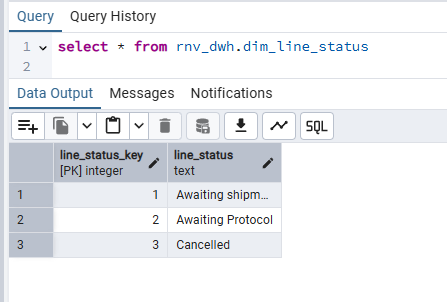 Query Query History
1 select * from rnv_dwh.dim_line_status
2
Data Output Messages Notifications
SQL
line_status_key line_status
[PK] integer text
1 1 Awaiting shipm...
2 2 Awaiting Protocol
3 3 Cancelled